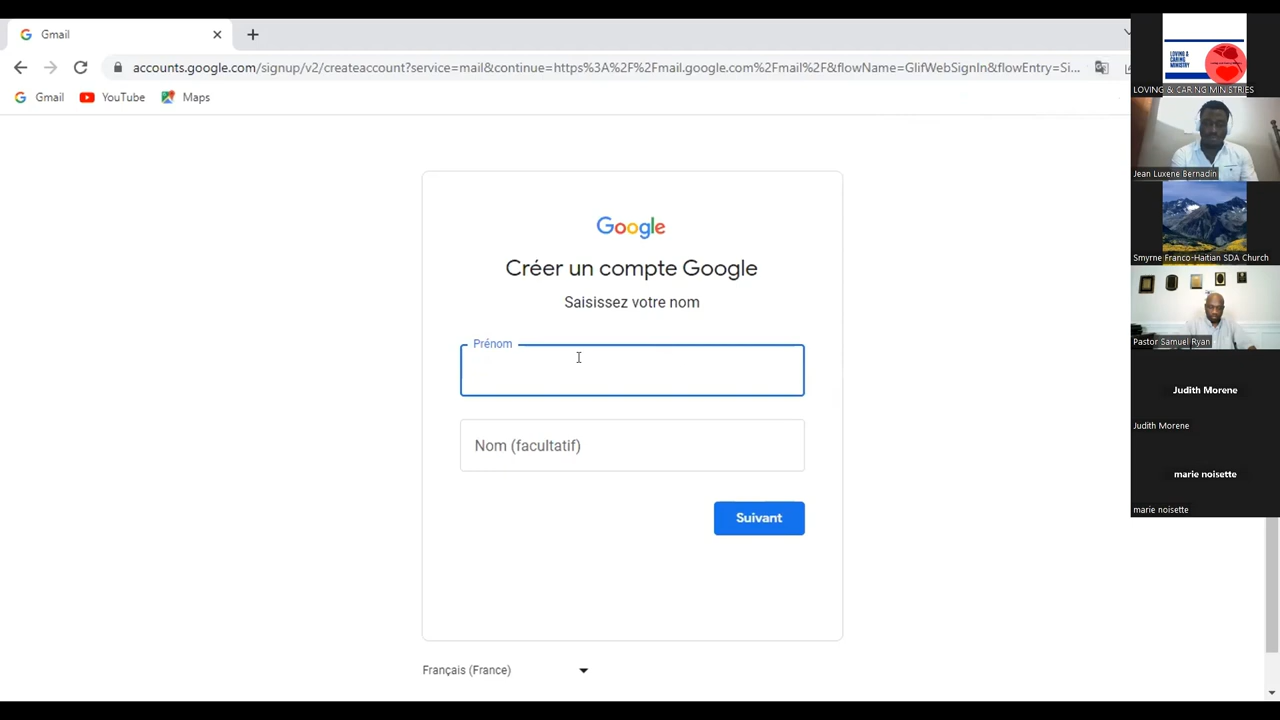 Gmail
accounts.google.com/signup/v2/createaccount?service=mail&continue=https%3A%2F%2Fmail.google.com%2Fmail%2F&flowName=GlifWebSignIn&flowEntry=Si...
Gmail
YouTube
Maps
Google
Créer un compte Google
Saisissez votre nom
Prénom
Nom (facultatif)
Suivant
Français (France)
LOVING &
CARING
MINISTRY
LOVING & CARING MINISTRIES
Jean Luxene Bernadin
Smyrne Franco-Haitian SDA Church
Pastor Samuel Ryan
Judith Morene
Judith Morene
marie noisette
marie noisette